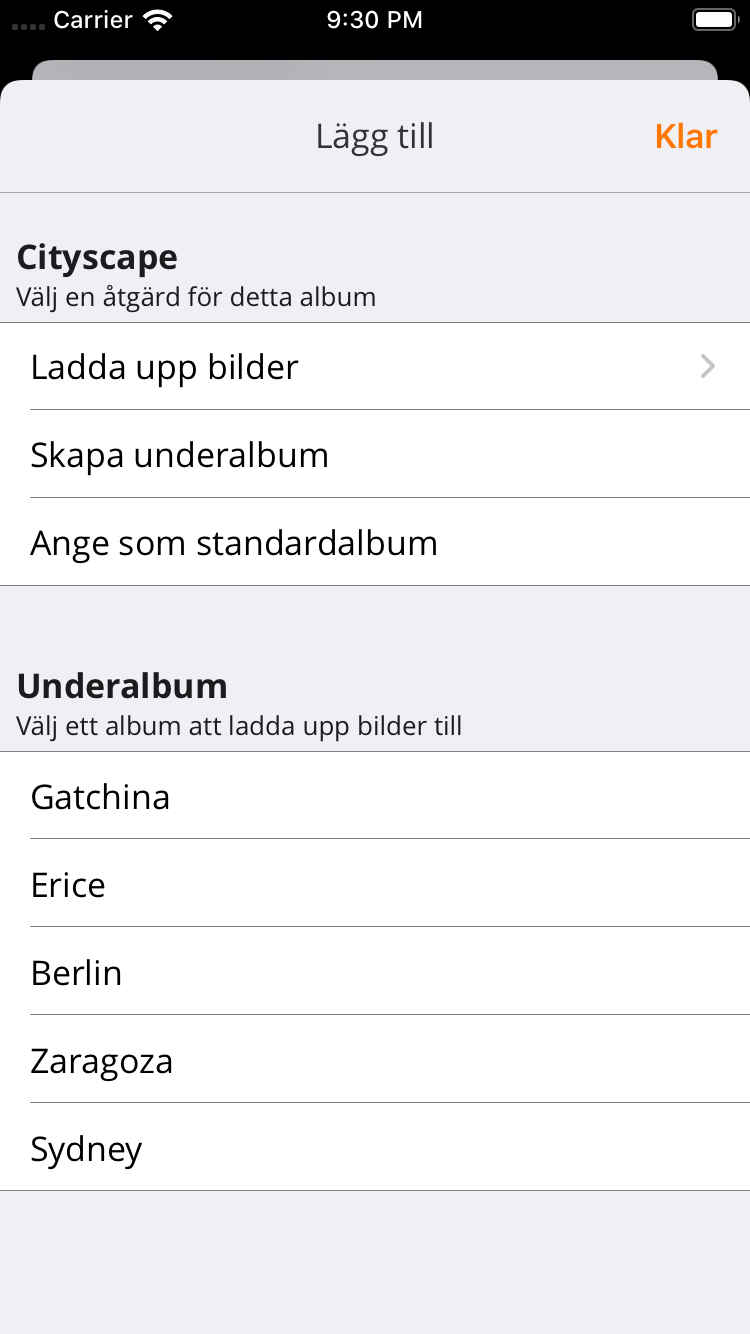 Carrier 9:30 PM
Lägg till Klar
Cityscape
Välj en åtgärd för detta album
Ladda upp bilder
Skapa underalbum
Ange som standardalbum
Underalbum
Välj ett album att ladda upp bilder till
Gatchina
Erice
Berlin
Zaragoza
Sydney